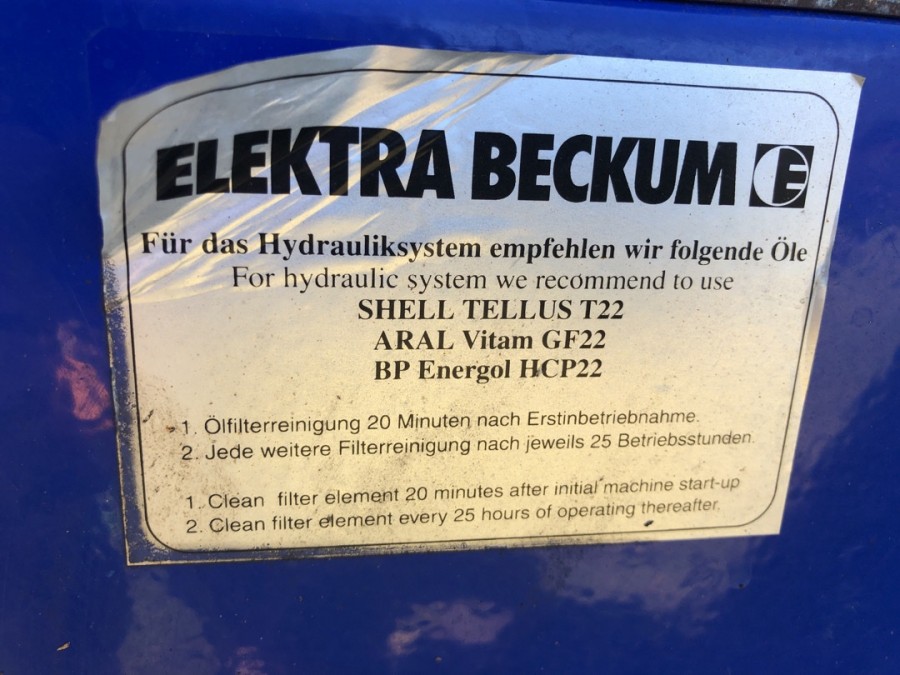 ELEKTRA BECKUM E
Für das Hydrauliksystem empfehlen wir folgende Öle
For hydraulic system we recommend to use
SHELL TELLUS T22
ARAL Vitam GF22
BP Energol HCP22
1. Ölfilterreinigung 20 Minuten nach Erstinbetriebnahme.
2. Jede weitere Filterreinigung nach jeweils 25 Betriebsstunden.
1. Clean filter element 20 minutes after initial machine start-up
2. Clean filter element every 25 hours of operating thereafter.